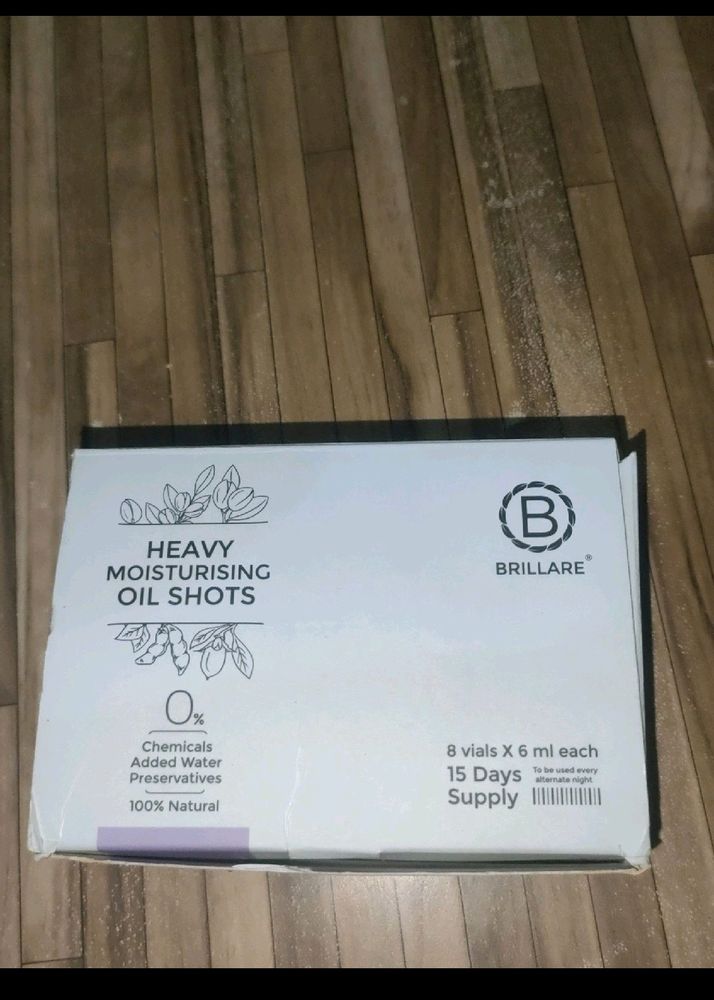 HEAVY
MOISTURISING
OIL SHOTS
0%
Chemicals
Added Water
Preservatives
100% Natural
B
BRILLARE®
8 vials X 6 ml each
15 Days
Supply
To be used every
alternate night